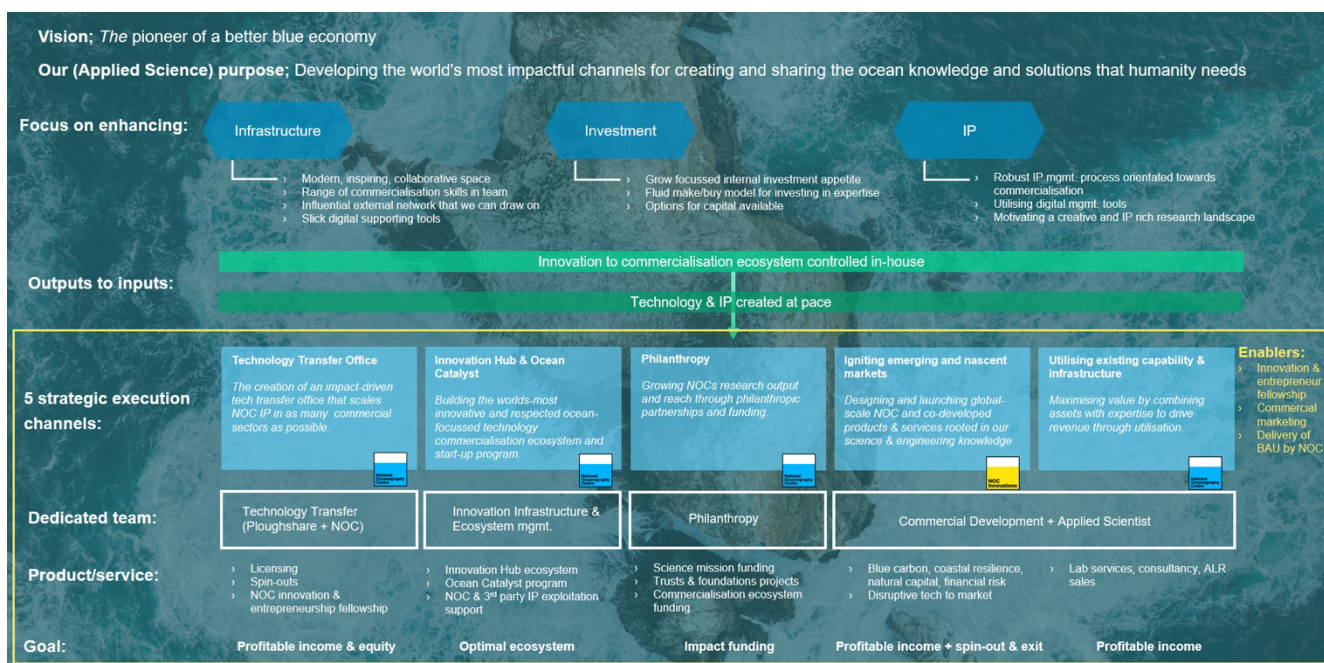 Vision; The pioneer of a better blue economy
Our (Applied Science) purpose; Developing the world's most impactful channels for creating and sharing the ocean knowledge and solutions that humanity needs
Focus on enhancing:
Infrastructure
› Modern, inspiring, collaborative space
› Range of commercialisation skills in team
› Influential external network that we can draw on
› Slick digital supporting tools
Investment
› Grow focussed internal investment appetite
› Fluid make/buy model for investing in expertise
› Options for capital available
IP
› Robust IP mgmt. process orientated towards
commercialisation
› Utilising digital mgmt. tools
› Motivating a creative and IP rich research landscape
Outputs to inputs:
Innovation to commercialisation ecosystem controlled in-house
Technology & IP created at pace
5 strategic execution
channels:
Technology Transfer Office
The creation of an impact-driven
tech transfer office that scales
NOC IP in as many commercial
sectors as possible.
National
Oceanography
Centre
Innovation Hub & Ocean
Catalyst
Building the worlds-most
innovative and respected ocean-
focussed technology
commercialisation ecosystem and
start-up program.
National
Oceanography
Centre
Philanthropy
Growing NOCs research output
and reach through philanthropic
partnerships and funding.
National
Oceanography
Centre
Igniting emerging and nascent
markets
Designing and launching global-
scale NOC and co-developed
products & services rooted in our
science & engineering knowledge
NOC
Innovations
Utilising existing capability &
infrastructure
Maximising value by combining
assets with expertise to drive
revenue through utilisation.
National
Oceanography
Centre
Enablers:
› Innovation &
entrepreneur
fellowship
› Commercial
marketing
› Delivery of
BAU by NOC
Dedicated team:
Technology Transfer
(Ploughshare + NOC)
Innovation Infrastructure &
Ecosystem mgmt.
Philanthropy
Commercial Development + Applied Scientist
Product/service:
› Licensing
› Spin-outs
› NOC innovation &
entrepreneurship fellowship
› Innovation Hub ecosystem
› Ocean Catalyst program
› NOC & 3rd party IP exploitation
support
› Science mission funding
› Trusts & foundations projects
› Commercialisation ecosystem
funding
› Blue carbon, coastal resilience,
natural capital, financial risk
› Disruptive tech to market
› Lab services, consultancy, ALR
sales
Goal:
Profitable income & equity
Optimal ecosystem
Impact funding
Profitable income + spin-out & exit
Profitable income